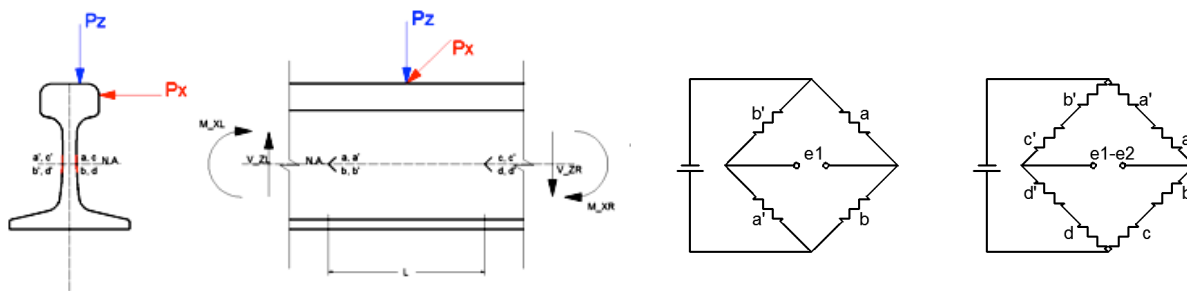 Pz
Px
a', c'
b', d'
a, c
b, d
N.A.
Pz
Px
M_XL
V_ZL
N.A.
a, a'
b, b'
c, c'
d, d'
V_ZR
M_XR
L
b'
a
e1
a'
b
b'
a'
c'
a
e1-e2
d'
b
d
c